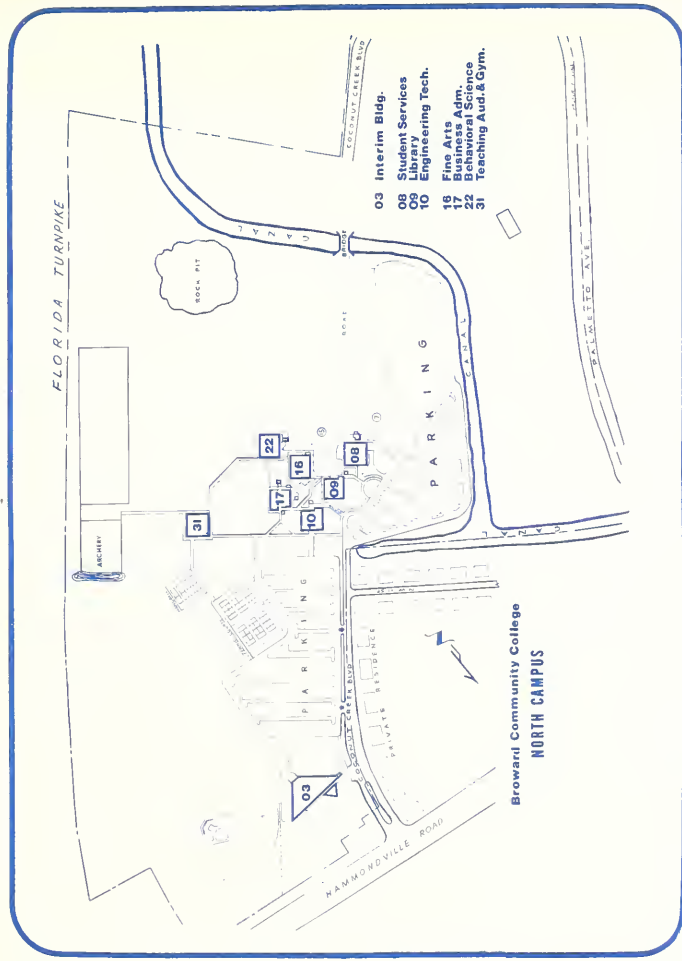 FLORIDA TURNPIKE
COCONUT CREEK BLVD
ROCK PIT
CANAL
BRIDGE
ROAD
ARCHERY
03 Interim Bldg.
08 Student Services
09 Library
10 Engineering Tech.
16 Fine Arts
17 Business Adm.
22 Behavioral Science
31 Teaching Aud. & Gym.
31
22
16
17
10
09
08
PARKING
PARKING
CANAL
CANAL
PALMETTO AVE.
COCONUT CREEK BLVD
PRIVATE RESIDENCE
03
HAMMONDVILLE ROAD
Broward Community College
NORTH CAMPUS